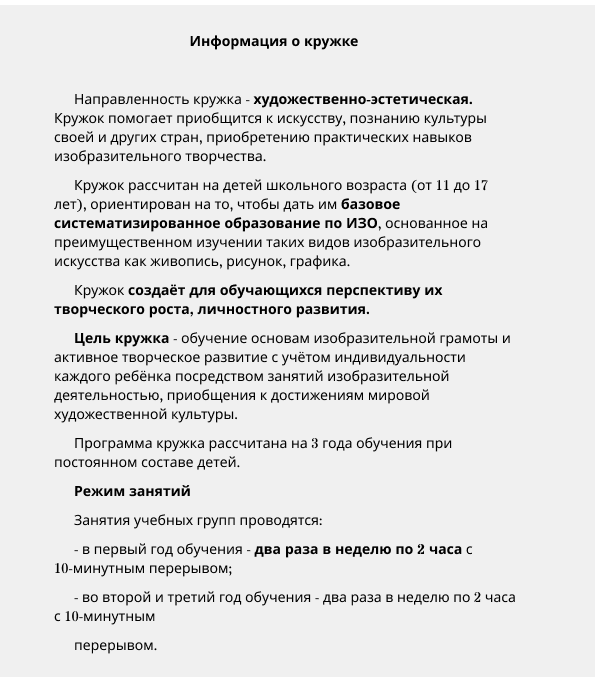 Информация о кружке
Направленность кружка - художественно-эстетическая.
Кружок помогает приобщится к искусству, познанию культуры
своей и других стран, приобретению практических навыков
изобразительного творчества.
Кружок рассчитан на детей школьного возраста (от 11 до 17
лет), ориентирован на то, чтобы дать им базовое
систематизированное образование по ИЗО, основанное на
преимущественном изучении таких видов изобразительного
искусства как живопись, рисунок, графика.
Кружок создаёт для обучающихся перспективу их
творческого роста, личностного развития.
Цель кружка - обучение основам изобразительной грамоты и
активное творческое развитие с учётом индивидуальности
каждого ребёнка посредством занятий изобразительной
деятельностью, приобщения к достижениям мировой
художественной культуры.
Программа кружка рассчитана на 3 года обучения при
постоянном составе детей.
Режим занятий
Занятия учебных групп проводятся:
- в первый год обучения - два раза в неделю по 2 часа с
10-минутным перерывом;
- во второй и третий год обучения - два раза в неделю по 2 часа
с 10-минутным
перерывом.